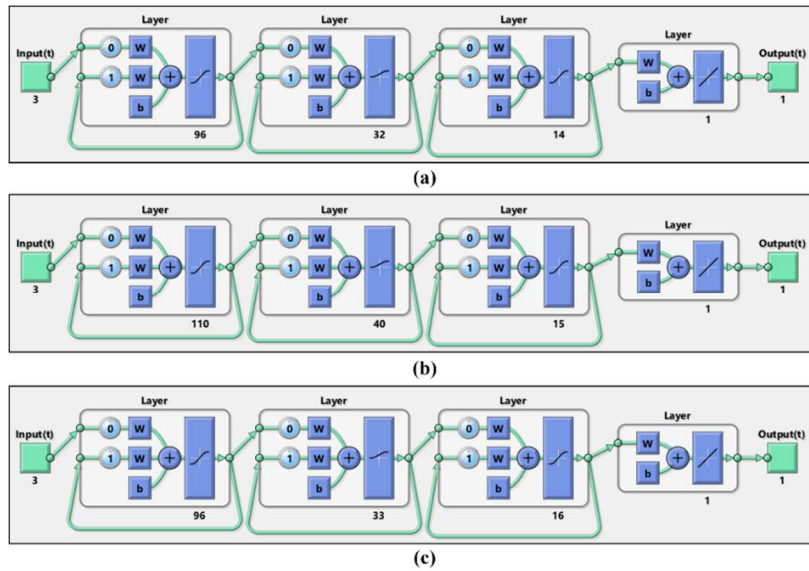 Layer Layer Layer Layer
Input(t) 0 W 0 W 0 W W Output(t)
1 W 1 W 1 W b
3 b b b 1 1
96 32 14
(a)
Layer Layer Layer Layer
Input(t) 0 W 0 W 0 W W Output(t)
1 W 1 W 1 W b
3 b b b 1 1
110 40 15
(b)
Layer Layer Layer Layer
Input(t) 0 W 0 W 0 W W Output(t)
1 W 1 W 1 W b
3 b b b 1 1
96 33 16
(c)